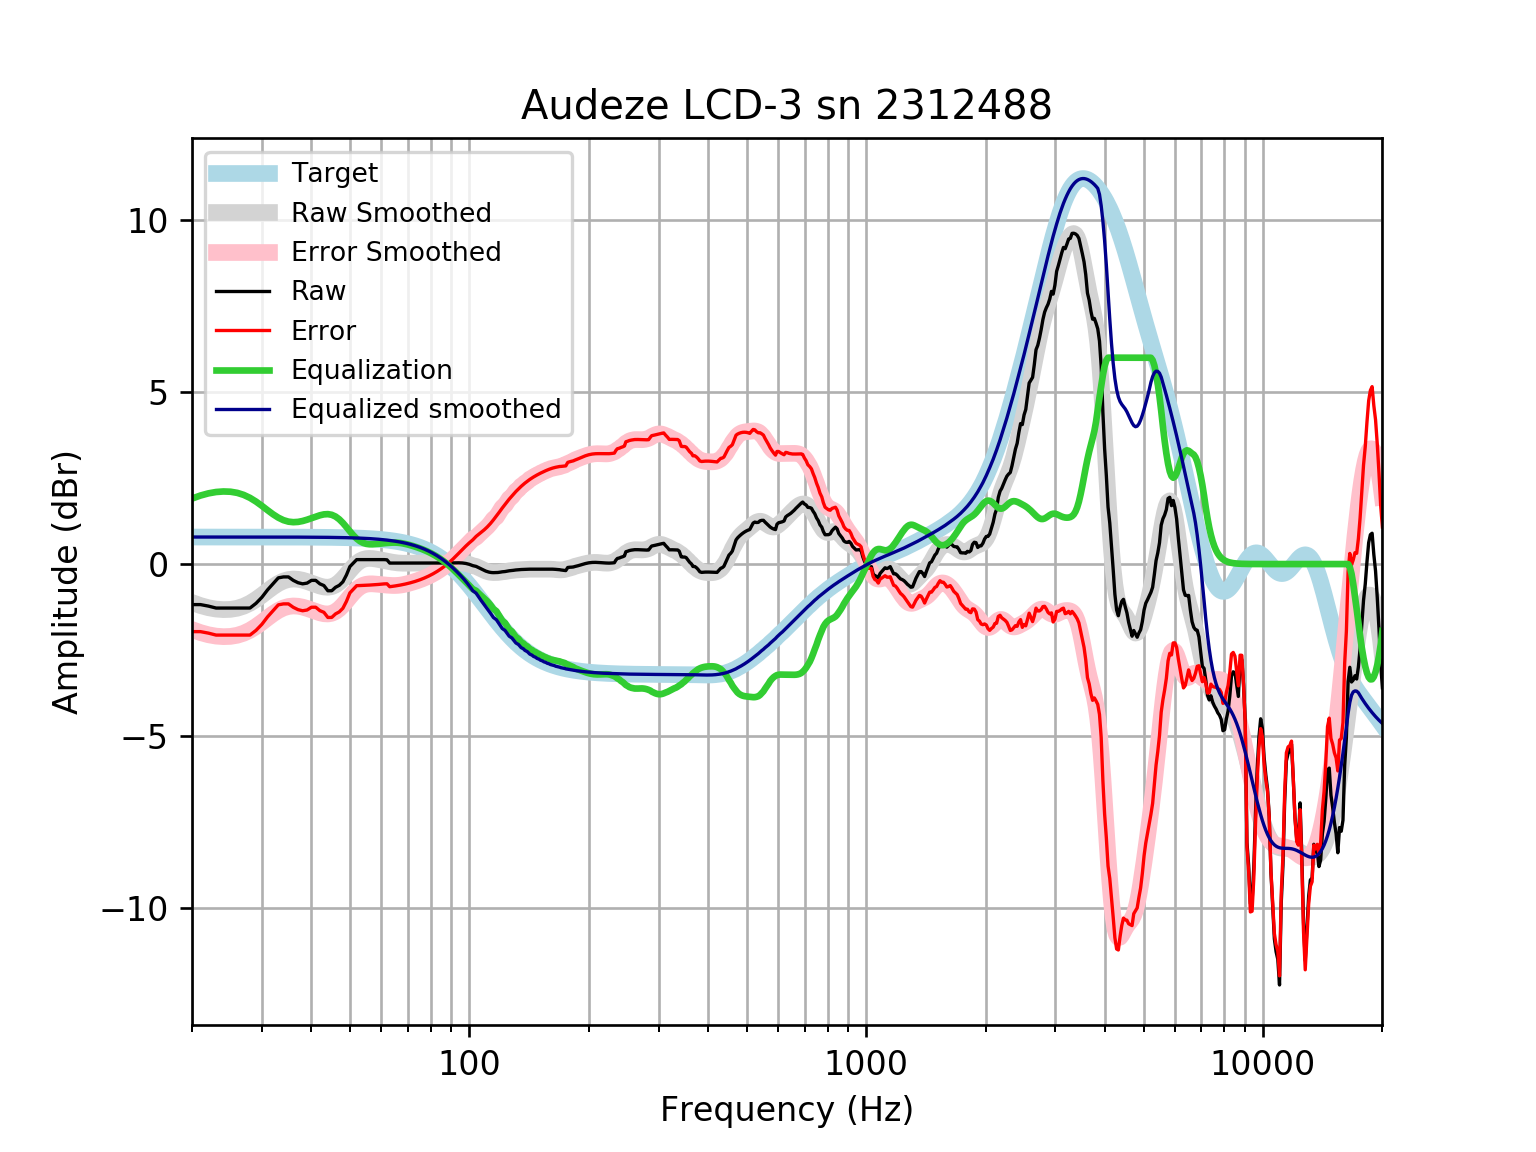 Audeze LCD-3 sn 2312488
Target
Raw Smoothed
Error Smoothed
Raw
Error
Equalization
Equalized smoothed
10
5
0
−5
−10
Amplitude (dBr)
100 1000 10000
Frequency (Hz)